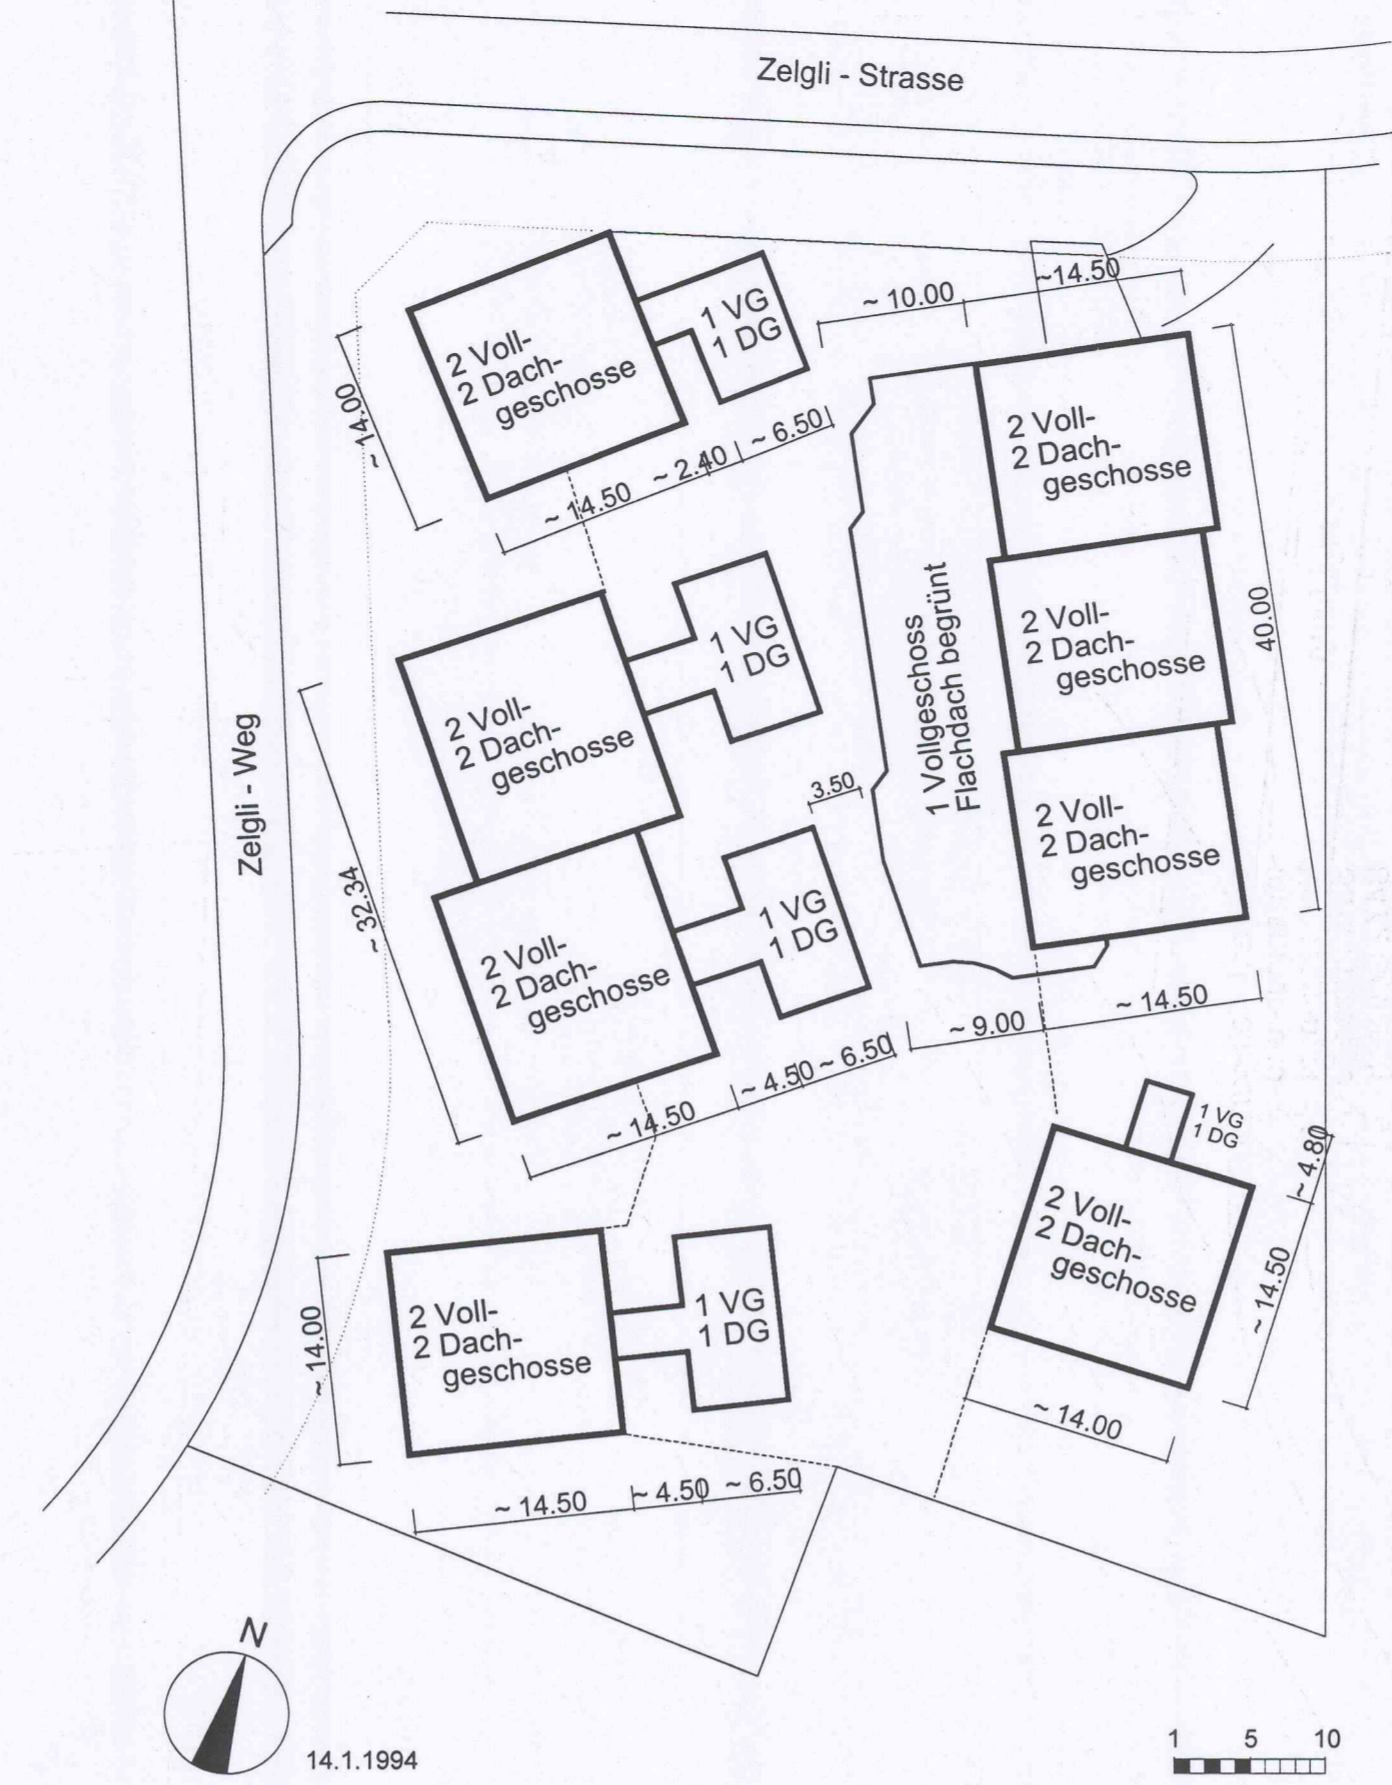 Zelgli - Strasse
~ 10.00
~14.50
1 VG
1 DG
2 Voll-
2 Dach-
geschosse
~ 14.00
~ 14.50
~ 2.40
~ 6.50
2 Voll-
2 Dach-
geschosse
1 VG
1 DG
2 Voll-
2 Dach-
geschosse
1 Vollgeschoss
Flachdach begrünt
2 Voll-
2 Dach-
geschosse
40.00
Zelgli - Weg
3.50
2 Voll-
2 Dach-
geschosse
~ 32.34
1 VG
1 DG
2 Voll-
2 Dach-
geschosse
~ 14.50
~ 4.50
~ 6.50
~ 9.00
~ 14.50
1 VG
1 DG
~ 4.80
2 Voll-
2 Dach-
geschosse
~ 14.50
~ 14.00
~ 14.00
2 Voll-
2 Dach-
geschosse
1 VG
1 DG
~ 14.50
~ 4.50
~ 6.50
N
14.1.1994
1 5 10